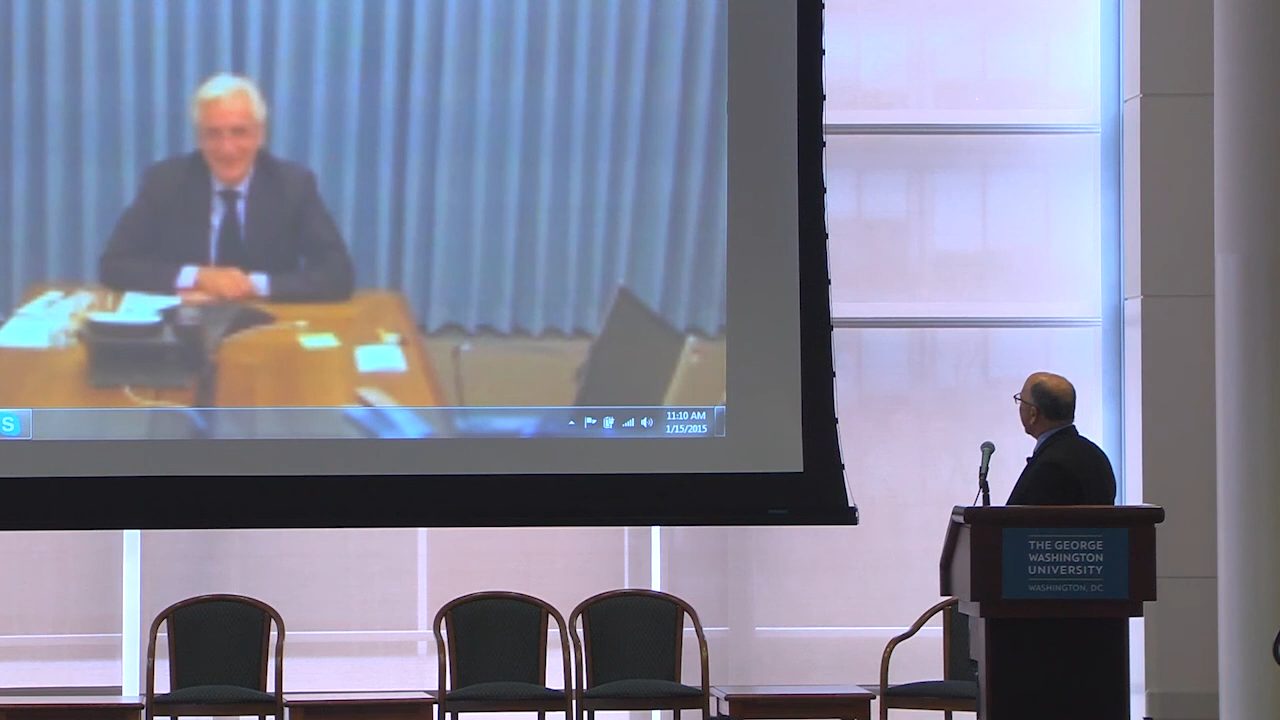 S
11:10 AM
1/15/2015
THE GEORGE
WASHINGTON
UNIVERSITY
WASHINGTON, DC